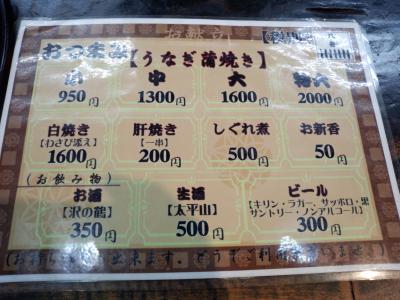 お献立
おつまみ【うなぎ蒲焼き】
中 大 特大
950円 1300円 1600円 2000円
白焼き 肝焼き しぐれ煮 お新香
【わさび添え】 【一串】
1600円 200円 500円 50円
(お飲み物)
お酒 生酒 ビール
【沢の鶴】 【太平山】 【キリン・ラガー、サッポロ・黒
サントリー・ノンアルコール】
350円 500円 300円